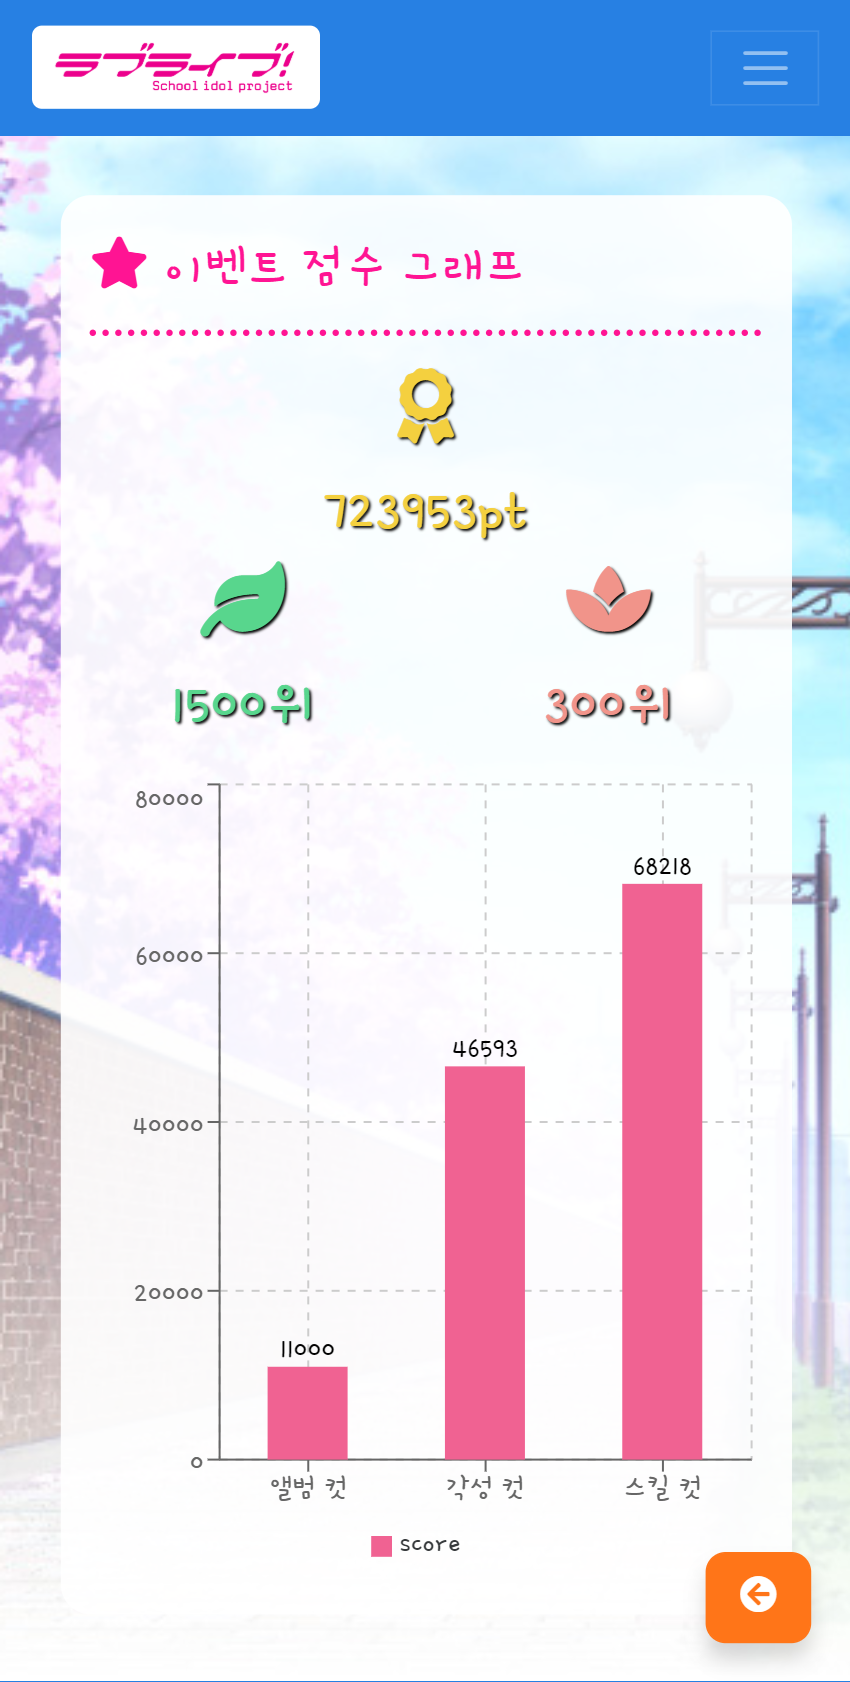 ラブライブ!
School idol project
이벤트 점수 그래프
723953pt
1500위
300위
80000
60000
40000
20000
0
68218
46593
11000
앨범 컷
각성 컷
스킬 컷
score